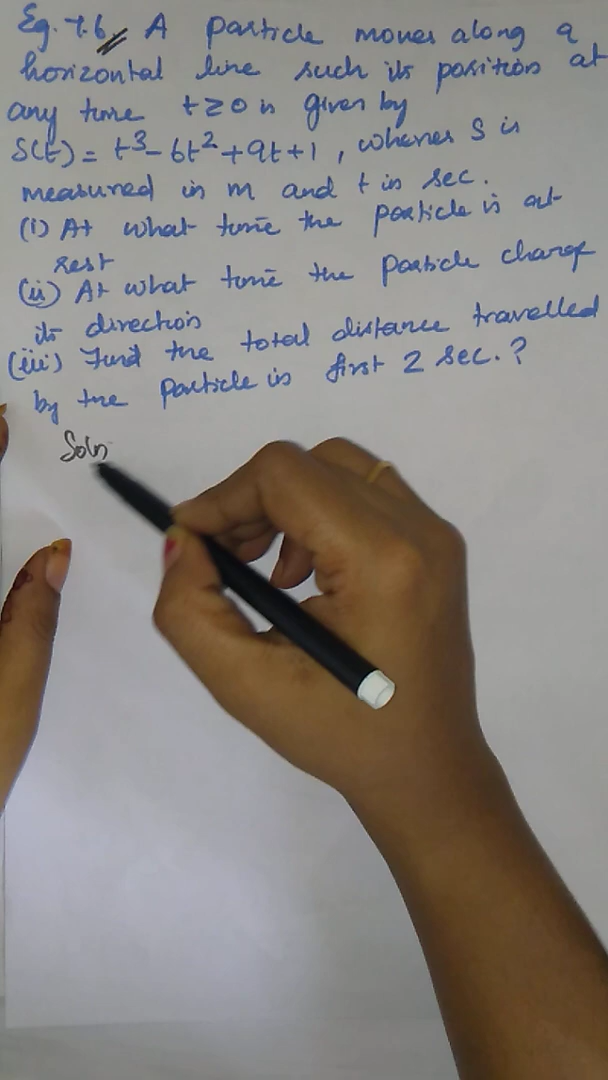 Eg. 7.6 A particle moves along a
horizontal line such its position at
any time t≥0 is given by
S(t) = t³ - 6t² + 9t + 1, wheres S is
measured in m and t in sec.
(i) At what time the particle is at
rest
(ii) At what time the particle change
its direction
(iii) Find the total distance travelled
by the particle in first 2 sec.?
Soln